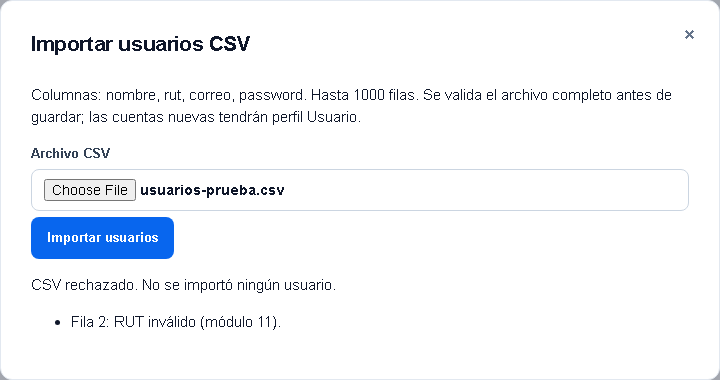 Importar usuarios CSV
×
Columnas: nombre, rut, correo, password. Hasta 1000 filas. Se valida el archivo completo antes de
guardar; las cuentas nuevas tendrán perfil Usuario.
Archivo CSV
Choose File usuarios-prueba.csv
Importar usuarios
CSV rechazado. No se importó ningún usuario.
• Fila 2: RUT inválido (módulo 11).